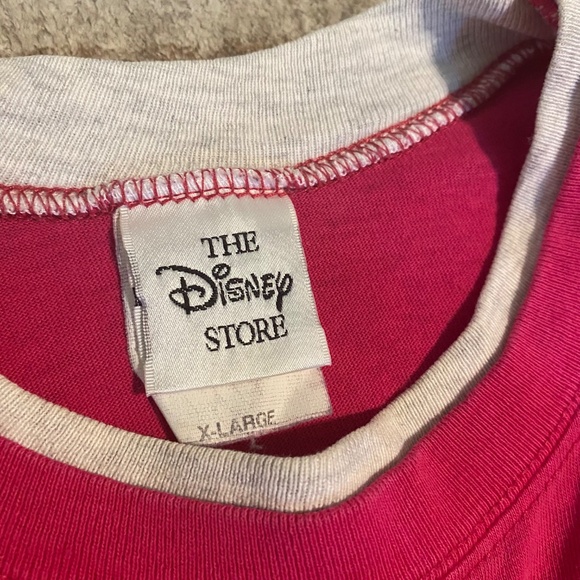 THE
Disney
STORE
X-LARGE